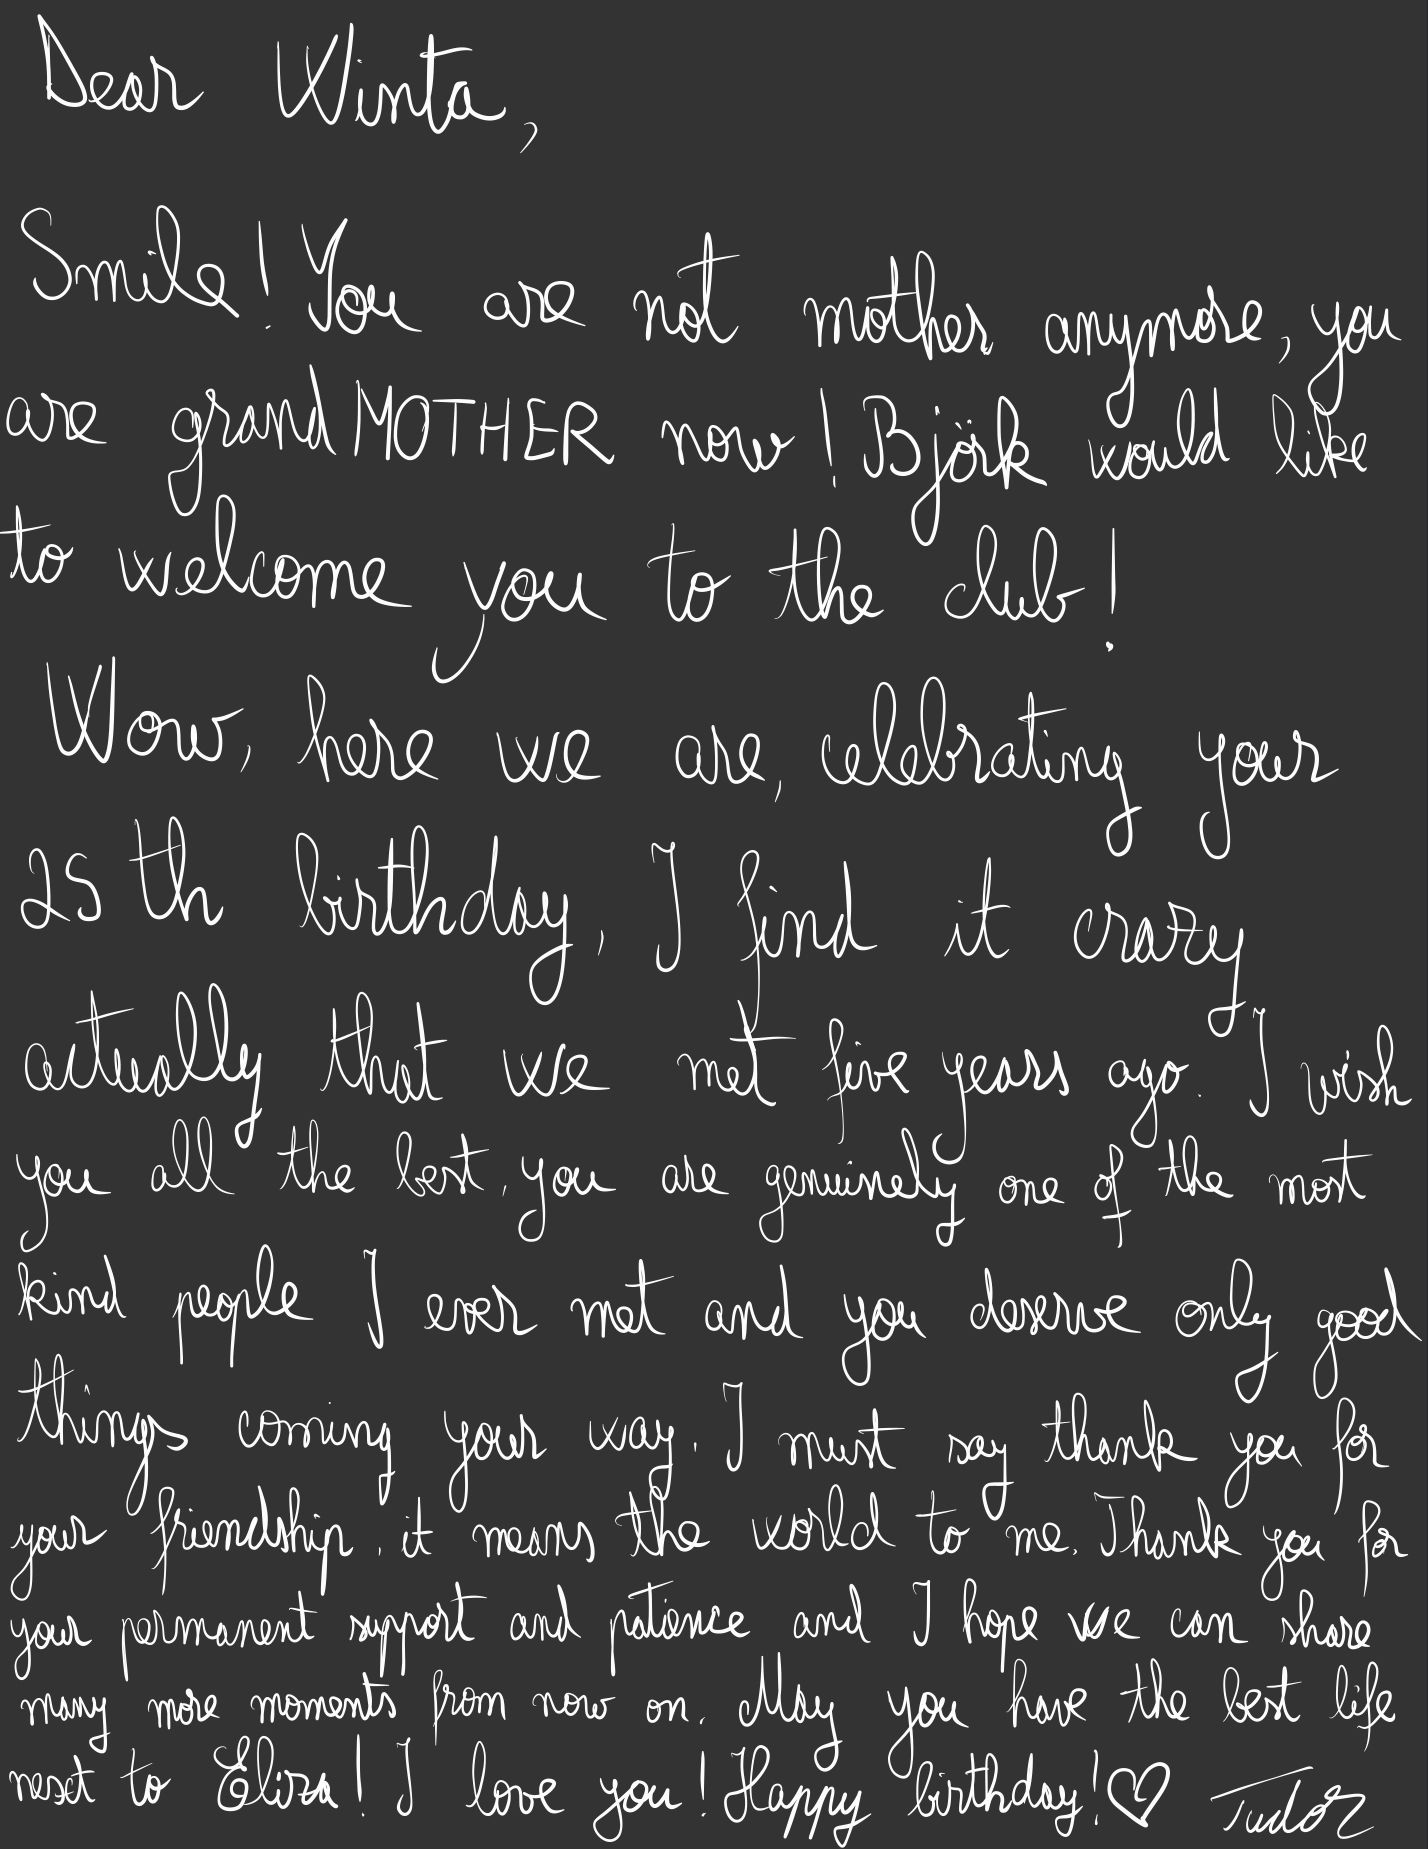 Dear Winta,
Smile! You are not mother anymore, you
are grandMOTHER now! Björk would like
to welcome you to the club!
Wow, here we are, celebrating your
25th birthday, I find it crazy
actually that we met five years ago. I wish
you all the best, you are genuinely one of the most
kind people I ever met and you deserve only good
things coming your way. I must say thank you for
your friendship, it means the world to me. Thank you for
your permanent support and patience and I hope we can share
many more moments from now on. May you have the best life
next to Eliza! I love you! Happy birthday!♡ Tudor